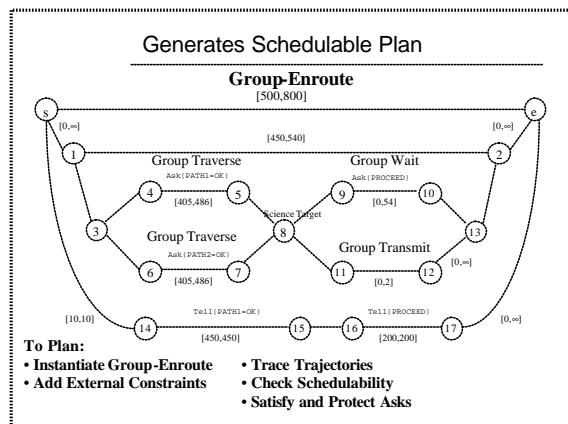 Generates Schedulable Plan
Group-Enroute
[500,800]
s
e
[0,∞]
[0,∞]
[450,540]
1
2
Group Traverse
Group Wait
Ask(PATH1=OK)
Ask(PROCEED)
4
5
9
10
[405,486]
[0,54]
Science Target
3
8
13
Group Traverse
Group Transmit
Ask(PATH2=OK)
6
7
11
12
[0,∞]
[405,486]
[0,2]
Tell(PATH1=OK)
Tell(PROCEED)
[10,10]
[0,∞]
14
15
16
17
[450,450]
[200,200]
To Plan:
• Instantiate Group-Enroute
• Add External Constraints
• Trace Trajectories
• Check Schedulability
• Satisfy and Protect Asks